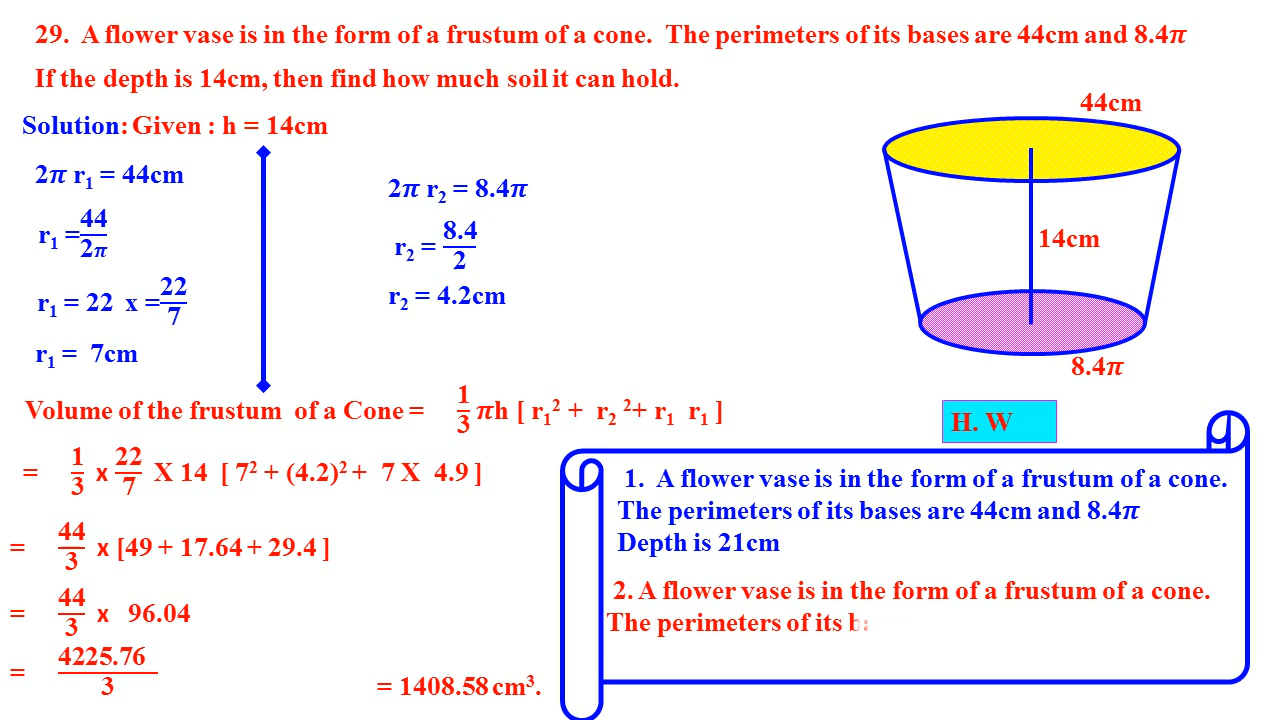 29. A flower vase is in the form of a frustum of a cone. The perimeters of its bases are 44cm and 8.4π
If the depth is 14cm, then find how much soil it can hold.
Solution: Given : h = 14cm
2π r₁ = 44cm
r₁ = 44/2π
r₁ = 22 x = 22/7
r₁ = 7cm
2π r₂ = 8.4π
r₂ = 8.4/2
r₂ = 4.2cm
44cm
14cm
8.4π
Volume of the frustum of a Cone = 1/3 πh [ r₁² + r₂ ² + r₁ r₁ ]
= 1/3 x 22/7 X 14 [ 7² + (4.2)² + 7 X 4.9 ]
= 44/3 x [49 + 17.64 + 29.4 ]
= 44/3 x 96.04
= 4225.76/3 = 1408.58 cm³.
H. W
1. A flower vase is in the form of a frustum of a cone.
The perimeters of its bases are 44cm and 8.4π
Depth is 21cm
2. A flower vase is in the form of a frustum of a cone.
The perimeters of its